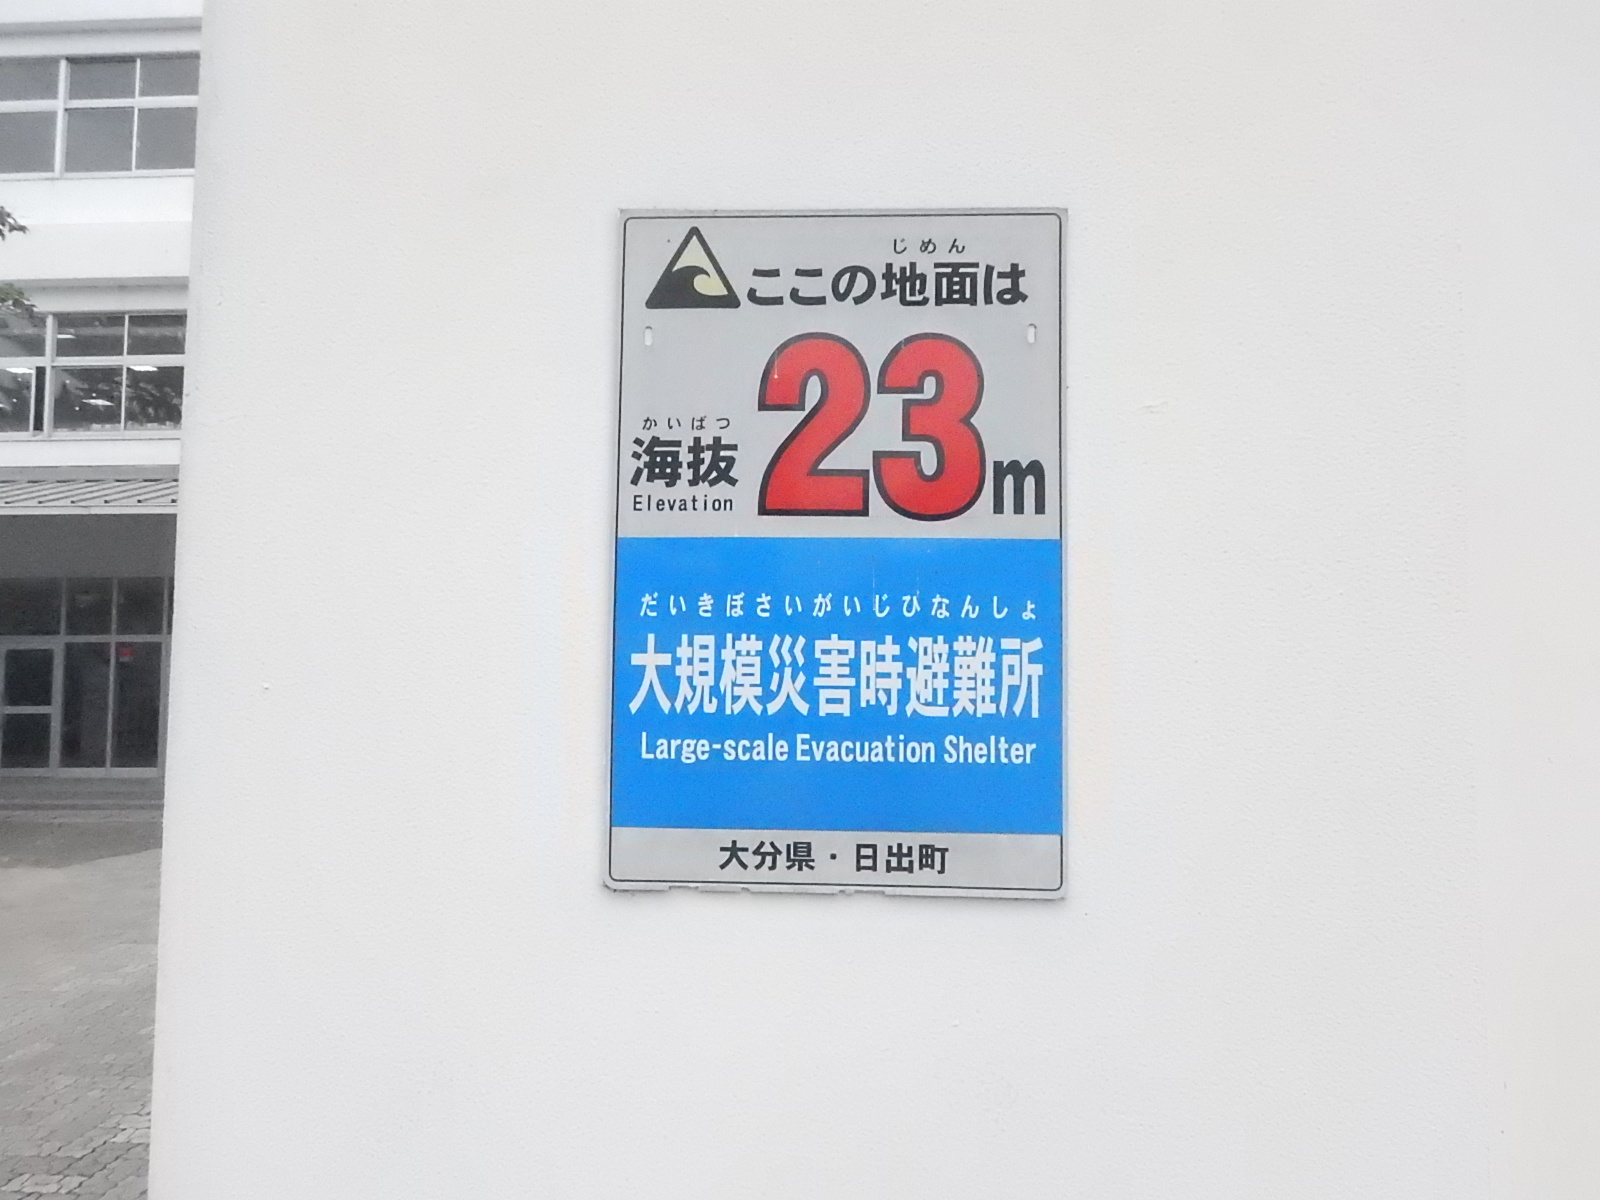 じめん
ここの地面は
かいばつ
海抜 23m
Elevation
だいきぼさいがいじひなんしょ
大規模災害時避難所
Large-scale Evacuation Shelter
大分県・日出町